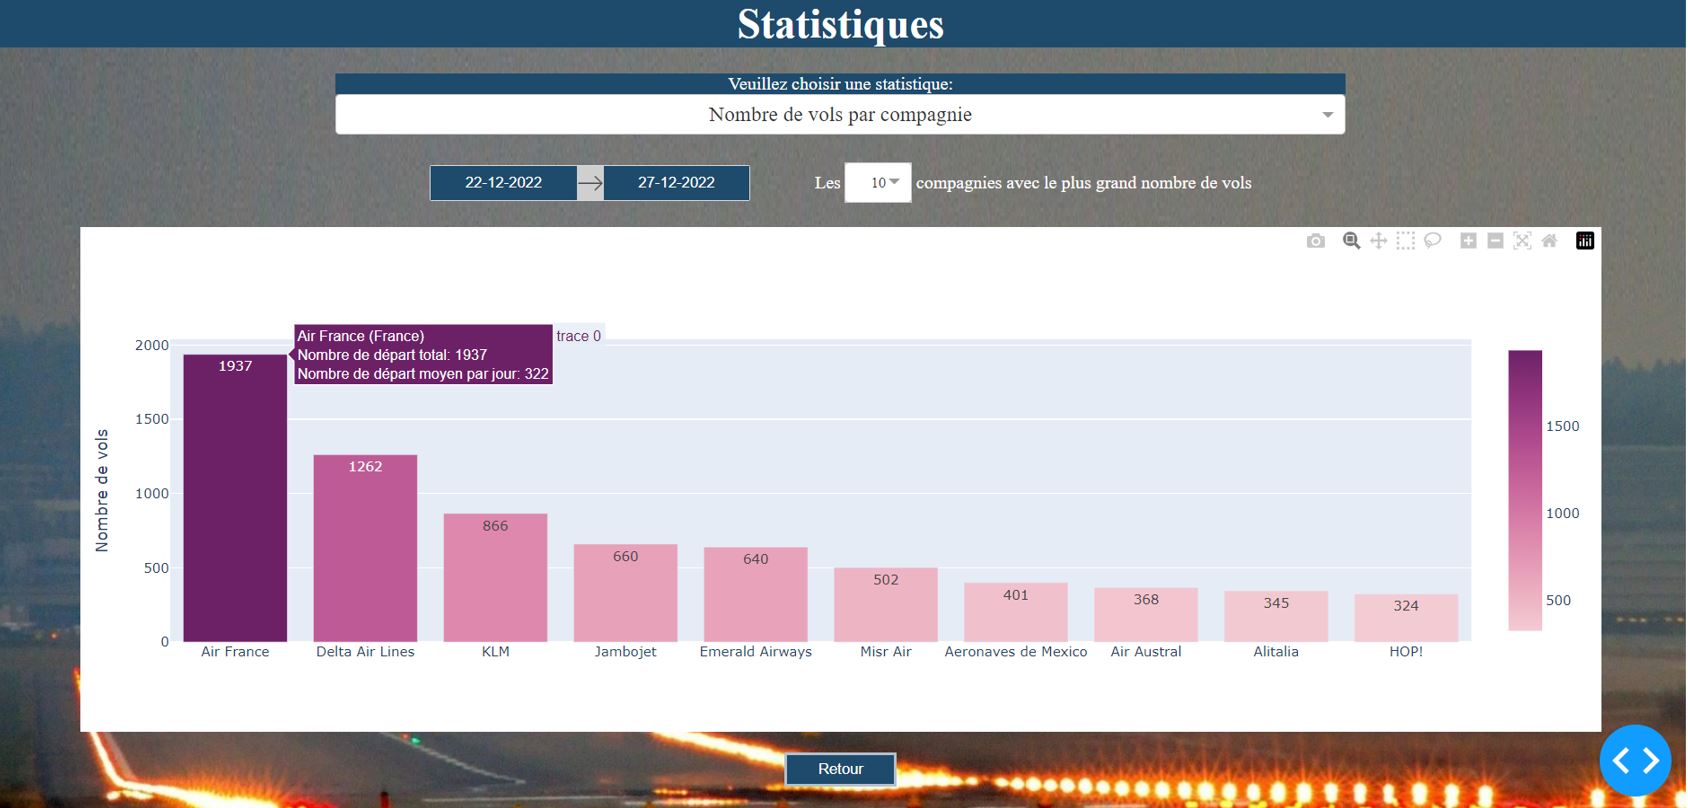 Statistiques
Veuillez choisir une statistique:
Nombre de vols par compagnie
22-12-2022 27-12-2022
Les 10 compagnies avec le plus grand nombre de vols
Air France (France) trace 0
Nombre de départ total: 1937
Nombre de départ moyen par jour: 322
Nombre de vols
2000
1500
1000
500
0
1937
1262
866
660
640
502
401
368
345
324
Air France Delta Air Lines KLM Jambojet Emerald Airways Misr Air Aeronaves de Mexico Air Austral Alitalia HOP!
1500
1000
500
Retour